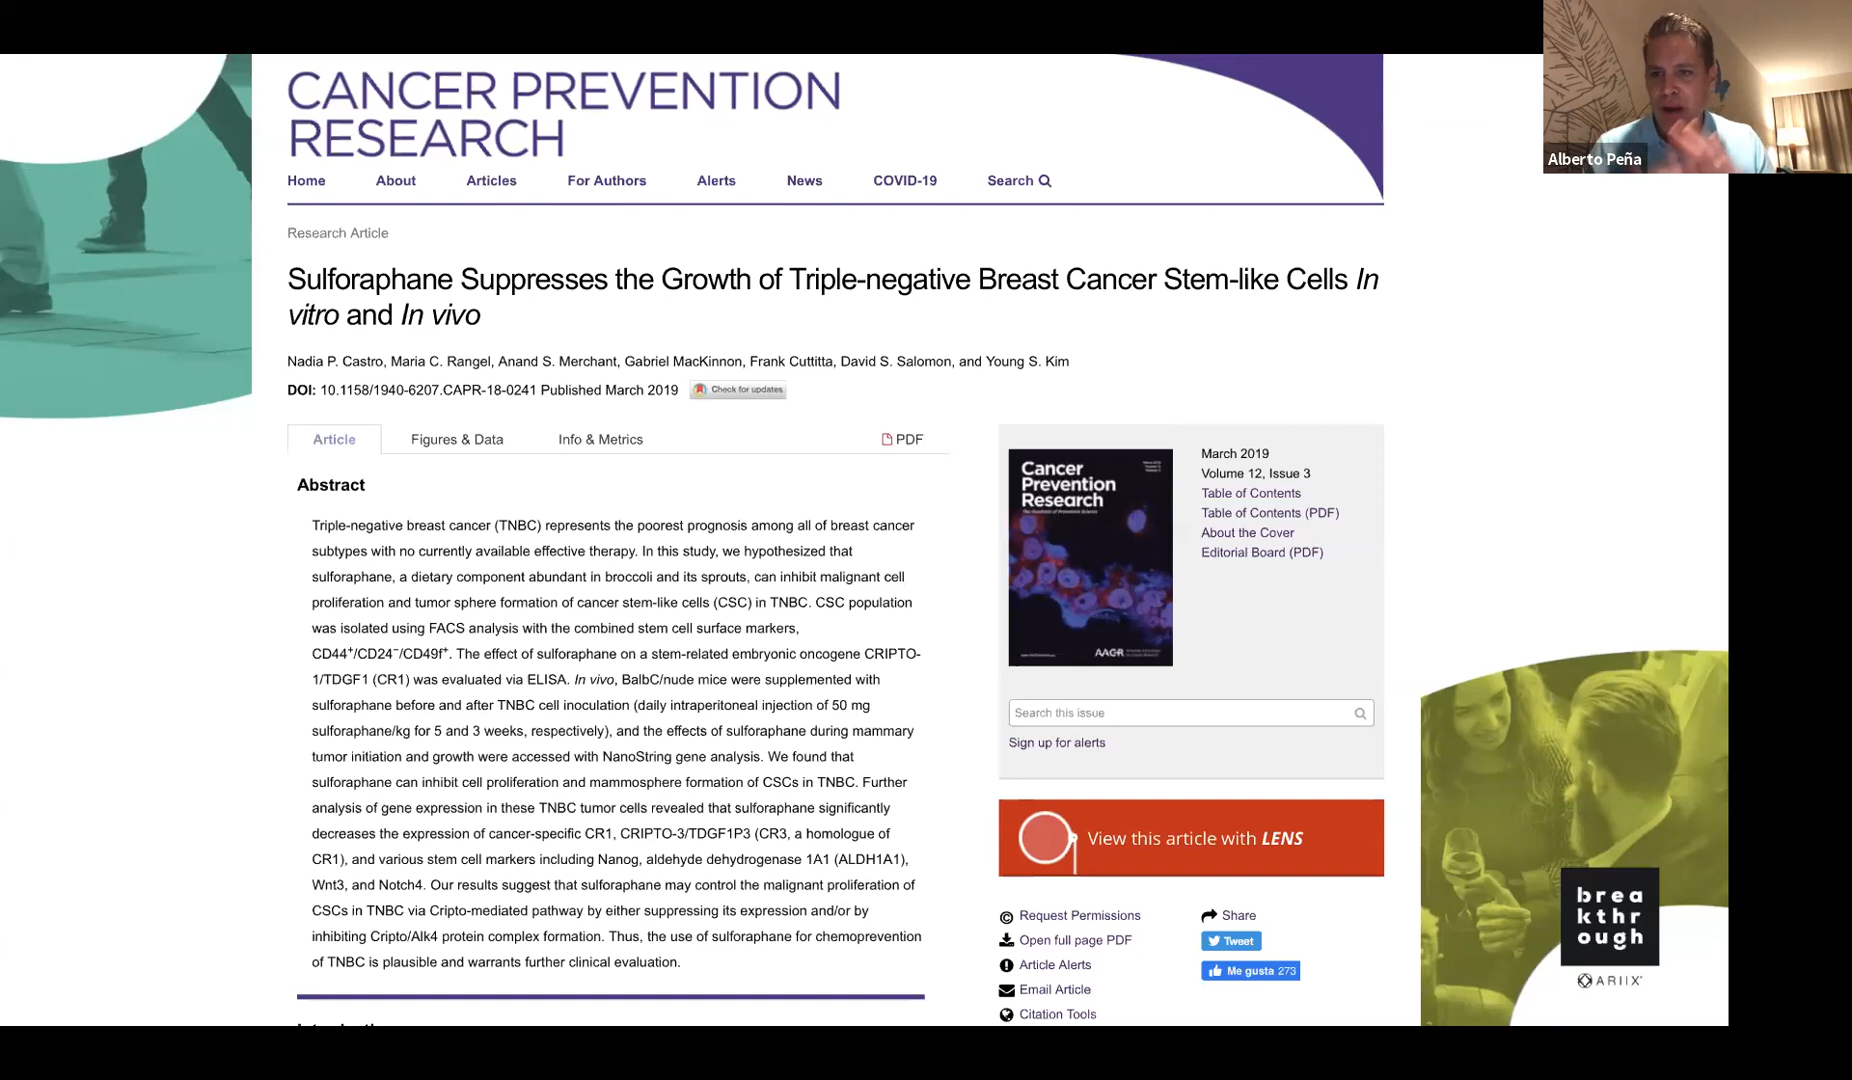 CANCER PREVENTION
RESEARCH
Home About Articles For Authors Alerts News COVID-19 Search
Research Article
Sulforaphane Suppresses the Growth of Triple-negative Breast Cancer Stem-like Cells In
vitro and In vivo
Nadia P. Castro, Maria C. Rangel, Anand S. Merchant, Gabriel MacKinnon, Frank Cuttitta, David S. Salomon, and Young S. Kim
DOI: 10.1158/1940-6207.CAPR-18-0241 Published March 2019 Check for updates
Article Figures & Data Info & Metrics PDF
Abstract
Triple-negative breast cancer (TNBC) represents the poorest prognosis among all of breast cancer
subtypes with no currently available effective therapy. In this study, we hypothesized that
sulforaphane, a dietary component abundant in broccoli and its sprouts, can inhibit malignant cell
proliferation and tumor sphere formation of cancer stem-like cells (CSC) in TNBC. CSC population
was isolated using FACS analysis with the combined stem cell surface markers,
CD44⁺/CD24⁻/CD49f⁺. The effect of sulforaphane on a stem-related embryonic oncogene CRIPTO-
1/TDGF1 (CR1) was evaluated via ELISA. In vivo, BalbC/nude mice were supplemented with
sulforaphane before and after TNBC cell inoculation (daily intraperitoneal injection of 50 mg
sulforaphane/kg for 5 and 3 weeks, respectively), and the effects of sulforaphane during mammary
tumor initiation and growth were accessed with NanoString gene analysis. We found that
sulforaphane can inhibit cell proliferation and mammosphere formation of CSCs in TNBC. Further
analysis of gene expression in these TNBC tumor cells revealed that sulforaphane significantly
decreases the expression of cancer-specific CR1, CRIPTO-3/TDGF1P3 (CR3, a homologue of
CR1), and various stem cell markers including Nanog, aldehyde dehydrogenase 1A1 (ALDH1A1),
Wnt3, and Notch4. Our results suggest that sulforaphane may control the malignant proliferation of
CSCs in TNBC via Cripto-mediated pathway by either suppressing its expression and/or by
inhibiting Cripto/Alk4 protein complex formation. Thus, the use of sulforaphane for chemoprevention
of TNBC is plausible and warrants further clinical evaluation.
Cancer
Prevention
Research
AACR
March 2019
Volume 12, Issue 3
Table of Contents
Table of Contents (PDF)
About the Cover
Editorial Board (PDF)
Search this issue
Sign up for alerts
View this article with LENS
Request Permissions
Open full page PDF
Article Alerts
Email Article
Citation Tools
Share
Tweet
Me gusta 273
Alberto Peña
brea
kthr
ough
ARIIX